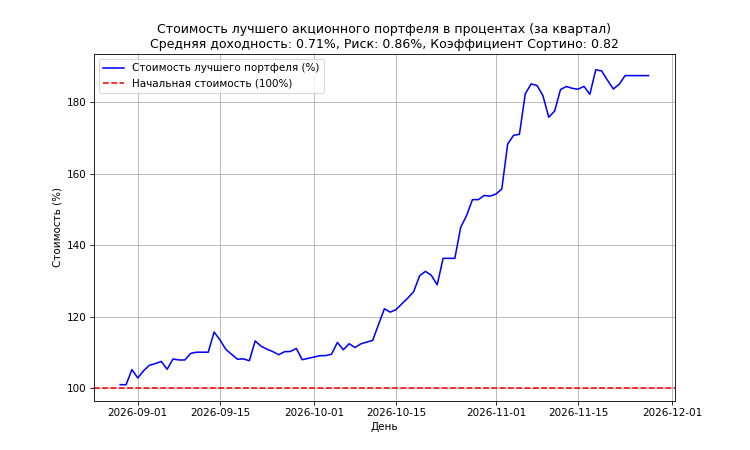 Стоимость лучшего акционного портфеля в процентах (за квартал)
Средняя доходность: 0.71%, Риск: 0.86%, Коэффициент Сортино: 0.82
Стоимость лучшего портфеля (%)
Начальная стоимость (100%)
Стоимость (%)
180
160
140
120
100
2026-09-01 2026-09-15 2026-10-01 2026-10-15 2026-11-01 2026-11-15 2026-12-01
День